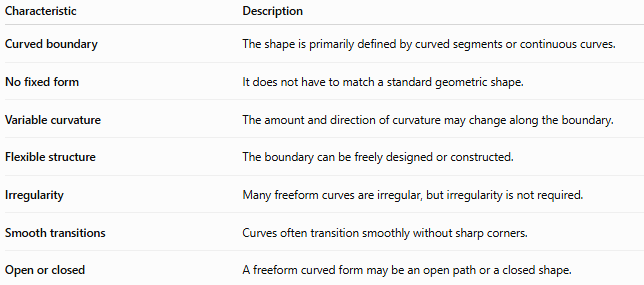 Characteristic Description
Curved boundary The shape is primarily defined by curved segments or continuous curves.
No fixed form It does not have to match a standard geometric shape.
Variable curvature The amount and direction of curvature may change along the boundary.
Flexible structure The boundary can be freely designed or constructed.
Irregularity Many freeform curves are irregular, but irregularity is not required.
Smooth transitions Curves often transition smoothly without sharp corners.
Open or closed A freeform curved form may be an open path or a closed shape.